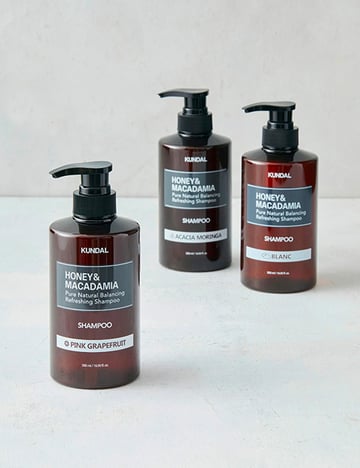 KUNDAL
HONEY&
MACADAMIA
Pure Natural Balancing
Refreshing Shampoo
SHAMPOO
ACACIA MORINGA
KUNDAL
HONEY&
MACADAMIA
Pure Natural Balancing
Refreshing Shampoo
SHAMPOO
BLANC
KUNDAL
HONEY&
MACADAMIA
Pure Natural Balancing
Refreshing Shampoo
SHAMPOO
PINK GRAPEFRUIT